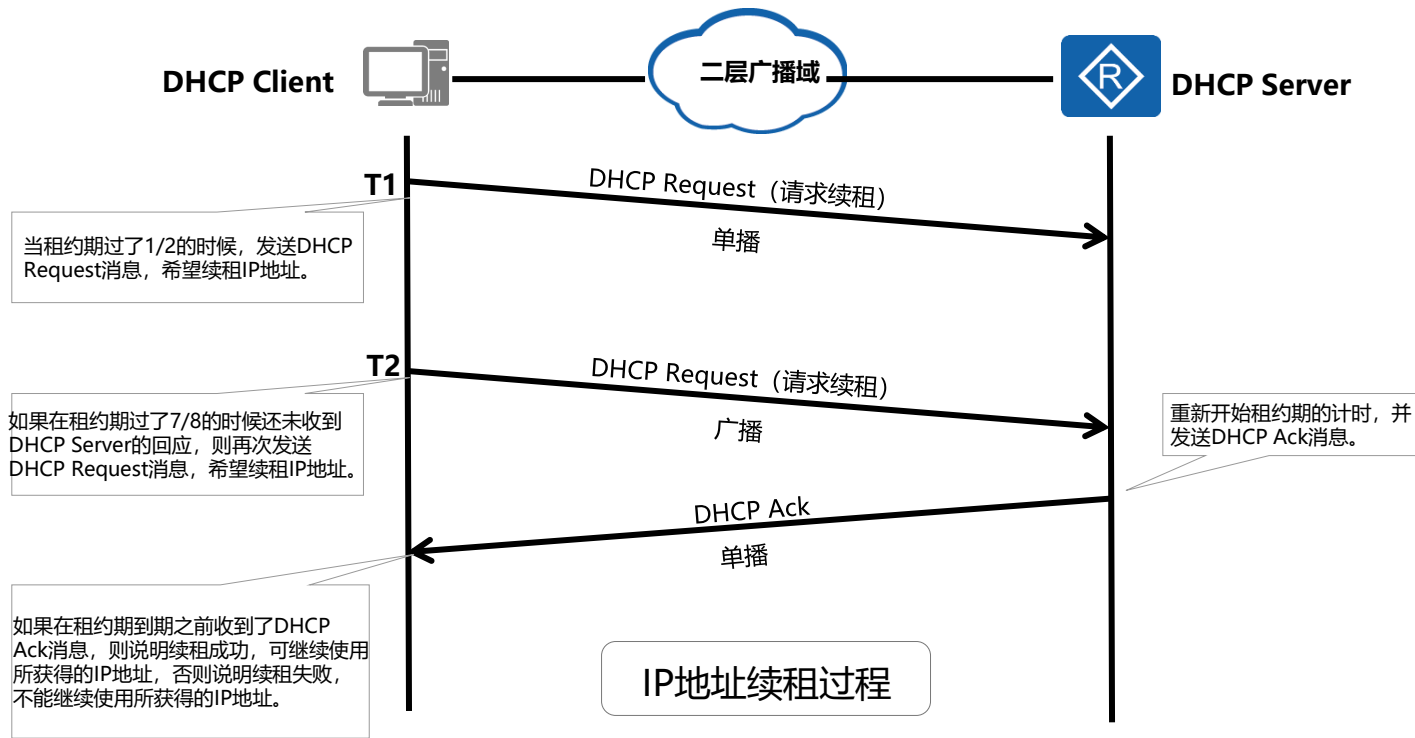 DHCP Client
二层广播域
R
DHCP Server
T1
DHCP Request（请求续租）
单播
当租约期过了1/2的时候，发送DHCP
Request消息，希望续租IP地址。
T2
DHCP Request（请求续租）
广播
如果在租约期过了7/8的时候还未收到
DHCP Server的回应，则再次发送
DHCP Request消息，希望续租IP地址。
重新开始租约期的计时，并
发送DHCP Ack消息。
DHCP Ack
单播
如果在租约期到期之前收到了DHCP
Ack消息，则说明续租成功，可继续使用
所获得的IP地址，否则说明续租失败，
不能继续使用所获得的IP地址。
IP地址续租过程